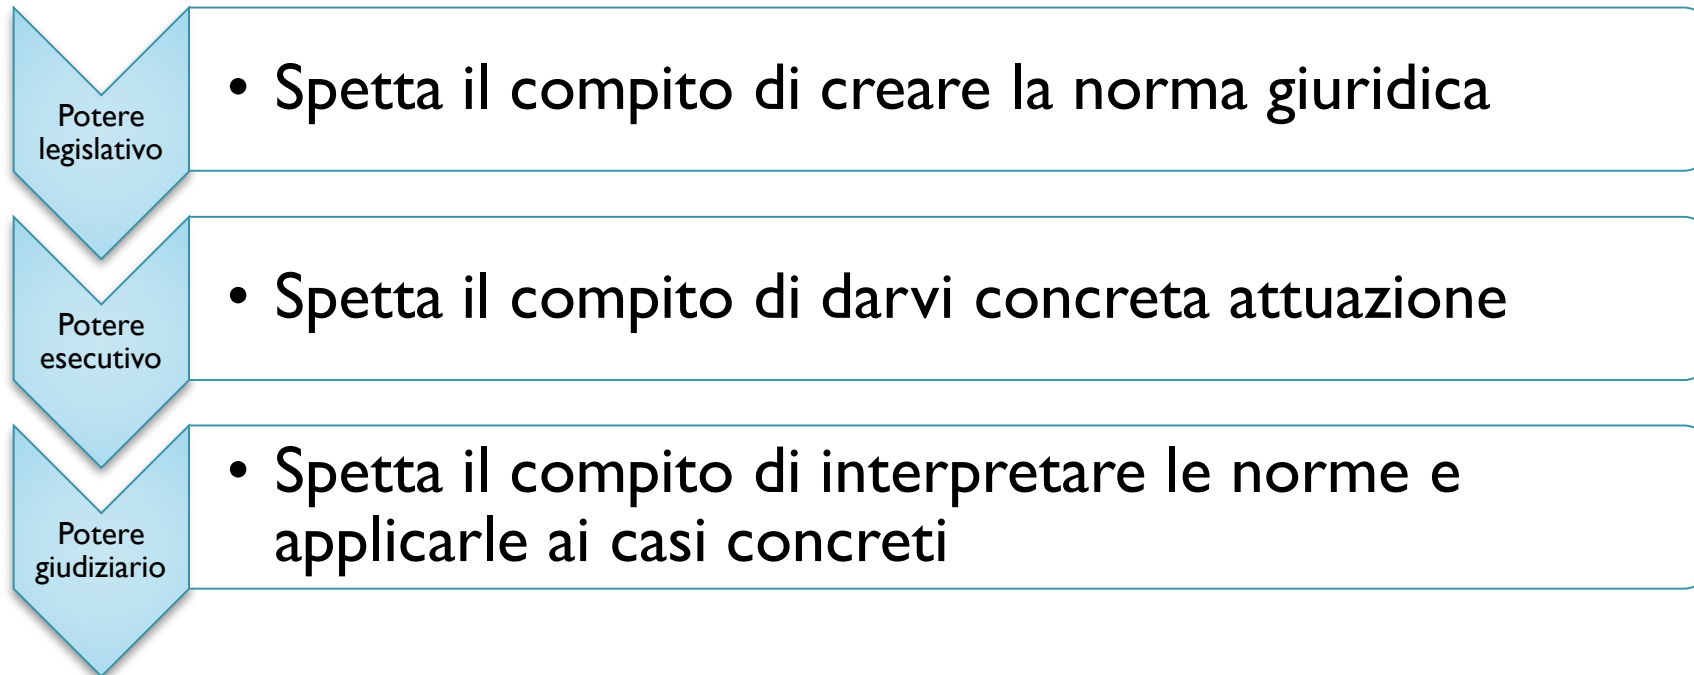 Potere
legislativo
• Spetta il compito di creare la norma giuridica
Potere
esecutivo
• Spetta il compito di darvi concreta attuazione
Potere
giudiziario
• Spetta il compito di interpretare le norme e
applicarle ai casi concreti